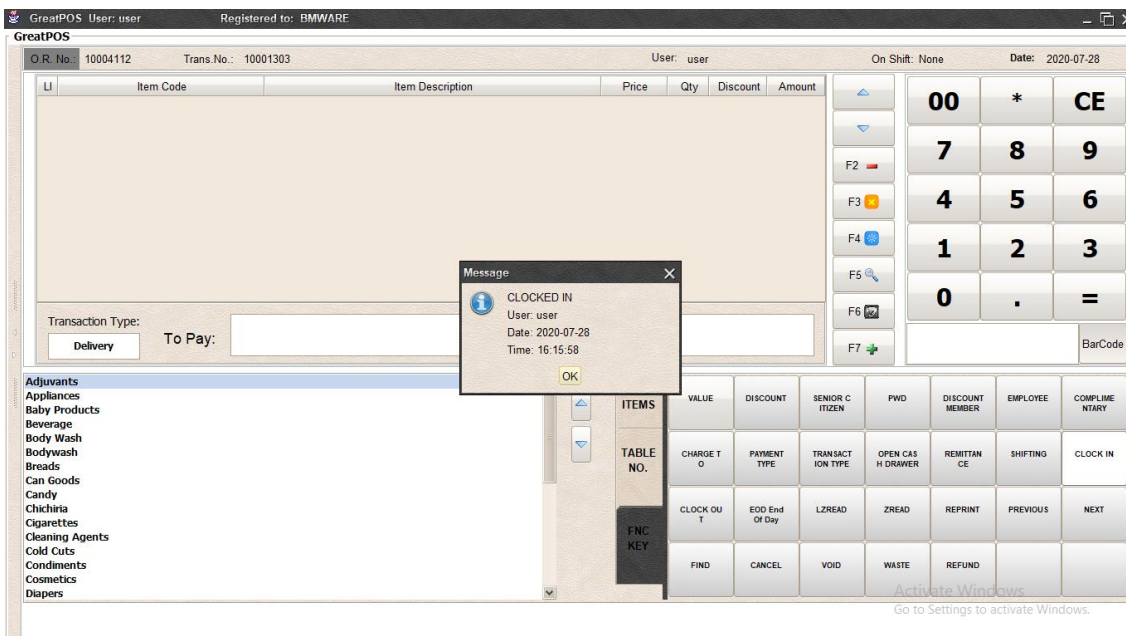 GreatPOS User: user Registered to: BMWARE
GreatPOS
O.R. No.: 10004112 Trans.No.: 10001303 User: user On Shift: None Date: 2020-07-28
LI Item Code Item Description Price Qty Discount Amount
00 * CE
7 8 9
4 5 6
1 2 3
0 . =
BarCode
F2
F3
F4
F5
F6
F7
Message
CLOCKED IN
User: user
Date: 2020-07-28
Time: 16:15:58
OK
Transaction Type:
Delivery
To Pay:
Adjuvants
Appliances
Baby Products
Beverage
Body Wash
Bodywash
Breads
Can Goods
Candy
Chichiria
Cigarettes
Cleaning Agents
Cold Cuts
Condiments
Cosmetics
Diapers
ITEMS
TABLE
NO.
FNC
KEY
VALUE
DISCOUNT
SENIOR C
ITIZEN
PWD
DISCOUNT
MEMBER
EMPLOYEE
COMPLIME
NTARY
CHARGE T
O
PAYMENT
TYPE
TRANSACT
ION TYPE
OPEN CAS
H DRAWER
REMITTAN
CE
SHIFTING
CLOCK IN
CLOCK OU
T
EOD End
Of Day
LZREAD
ZREAD
REPRINT
PREVIOUS
NEXT
FIND
CANCEL
VOID
WASTE
REFUND
Activate Windows
Go to Settings to activate Windows.